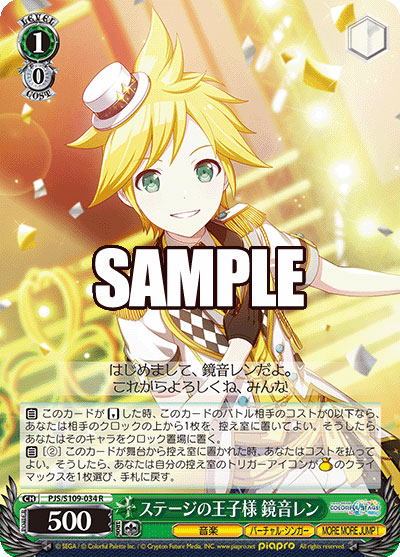 LEVEL
1
0
COST
SAMPLE
はじめまして、鏡音レンだよ。
これからよろしくね、みんな!
このカードが【】した時、このカードのバトル相手のコストが0以下なら、
あなたは相手のクロックの上から1枚を、控え室に置いてよい。そうしたら、
あなたはそのキャラをクロック置場に置く。
[②] このカードが舞台から控え室に置かれた時、あなたはコストを払って
よい。そうしたら、あなたは自分の控え室のトリガーアイコンが のクライ
マックスを1枚選び、手札に戻す。
CH PJS/S109-034 R
POWER
500
ステージの王子様 鏡音レン
音楽
バーチャル・シンガー
MORE MORE JUMP!
COLORFUL STAGE!
© SEGA / © Colorful Palette Inc. / © Crypton Future Media, INC. www.piapro.net piapro All rights reserved.